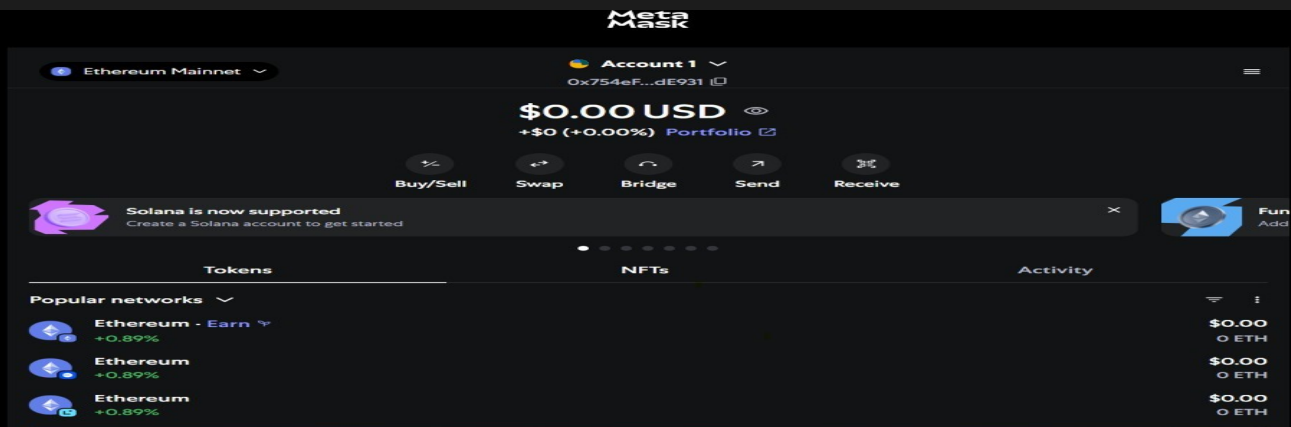 META
MASK
Ethereum Mainnet
Account 1
0x754eF...dE931
$0.00 USD
+$0 (+0.00%) Portfolio
Buy/Sell Swap Bridge Send Receive
Solana is now supported
Create a Solana account to get started
Fun
Add
Tokens NFTs Activity
Popular networks
Ethereum · Earn $0.00
+0.89% 0 ETH
Ethereum $0.00
+0.89% 0 ETH
Ethereum $0.00
+0.89% 0 ETH